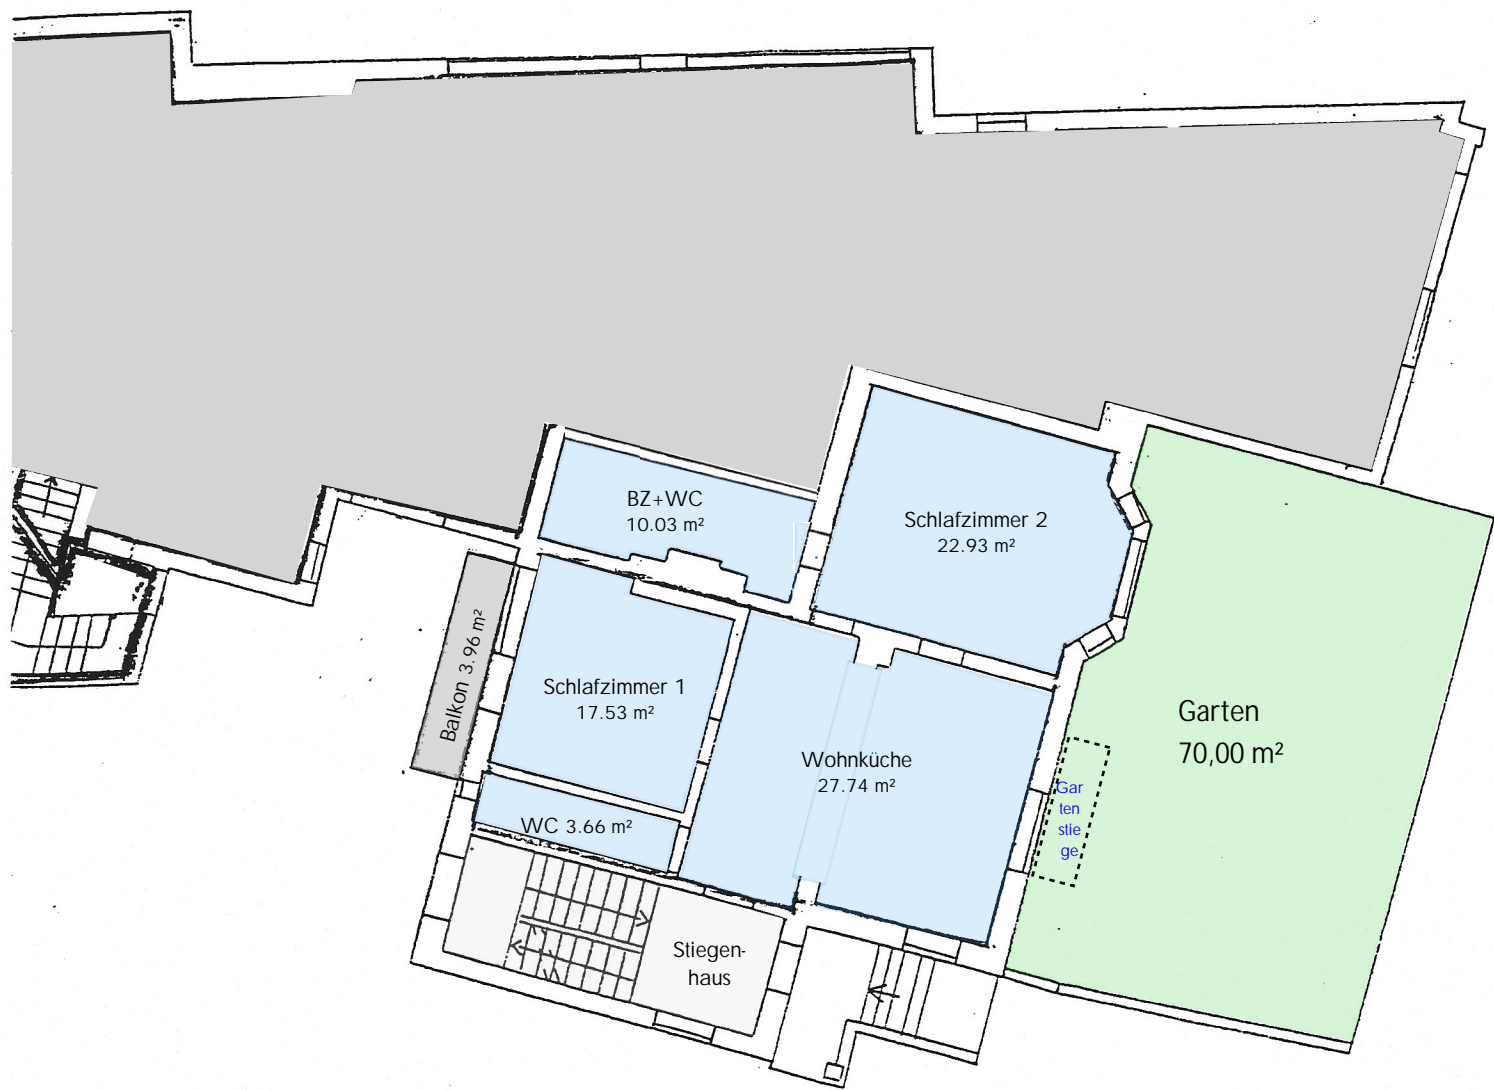 BZ+WC
10.03 m²
Schlafzimmer 2
22.93 m²
Balkon 3.96 m²
Schlafzimmer 1
17.53 m²
Wohnküche
27.74 m²
WC 3.66 m²
Garten
70,00 m²
Gar
ten
stie
ge
Stiegen-
haus